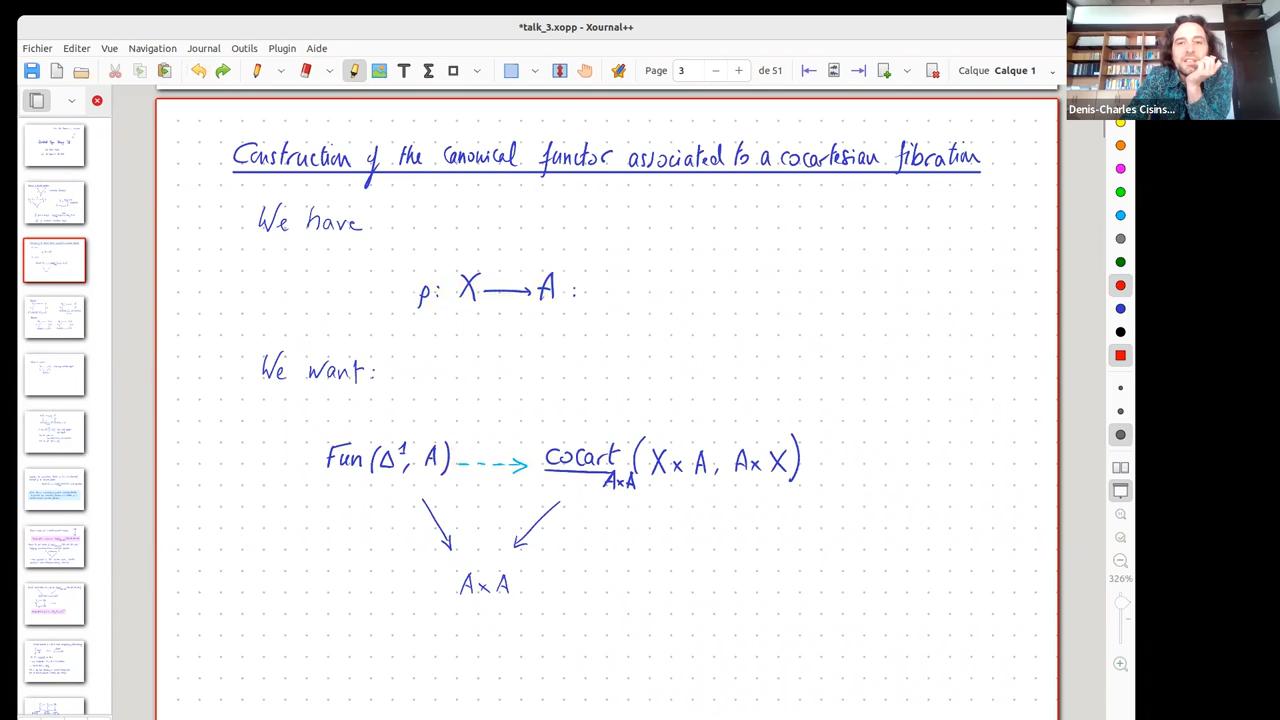 *talk_3.xopp - Xournal++
Fichier Editer Vue Navigation Journal Outils Plugin Aide
Page 3 de 51 Calque Calque 1
Denis-Charles Cisins...
Construction of the canonical functor associated to a cocartesian fibration
We have
p: X ⟶ A :
We want:
Fun(Δ¹, A) ⇢ cocart_{A×A} (X×A, A×X)
A×A
326%